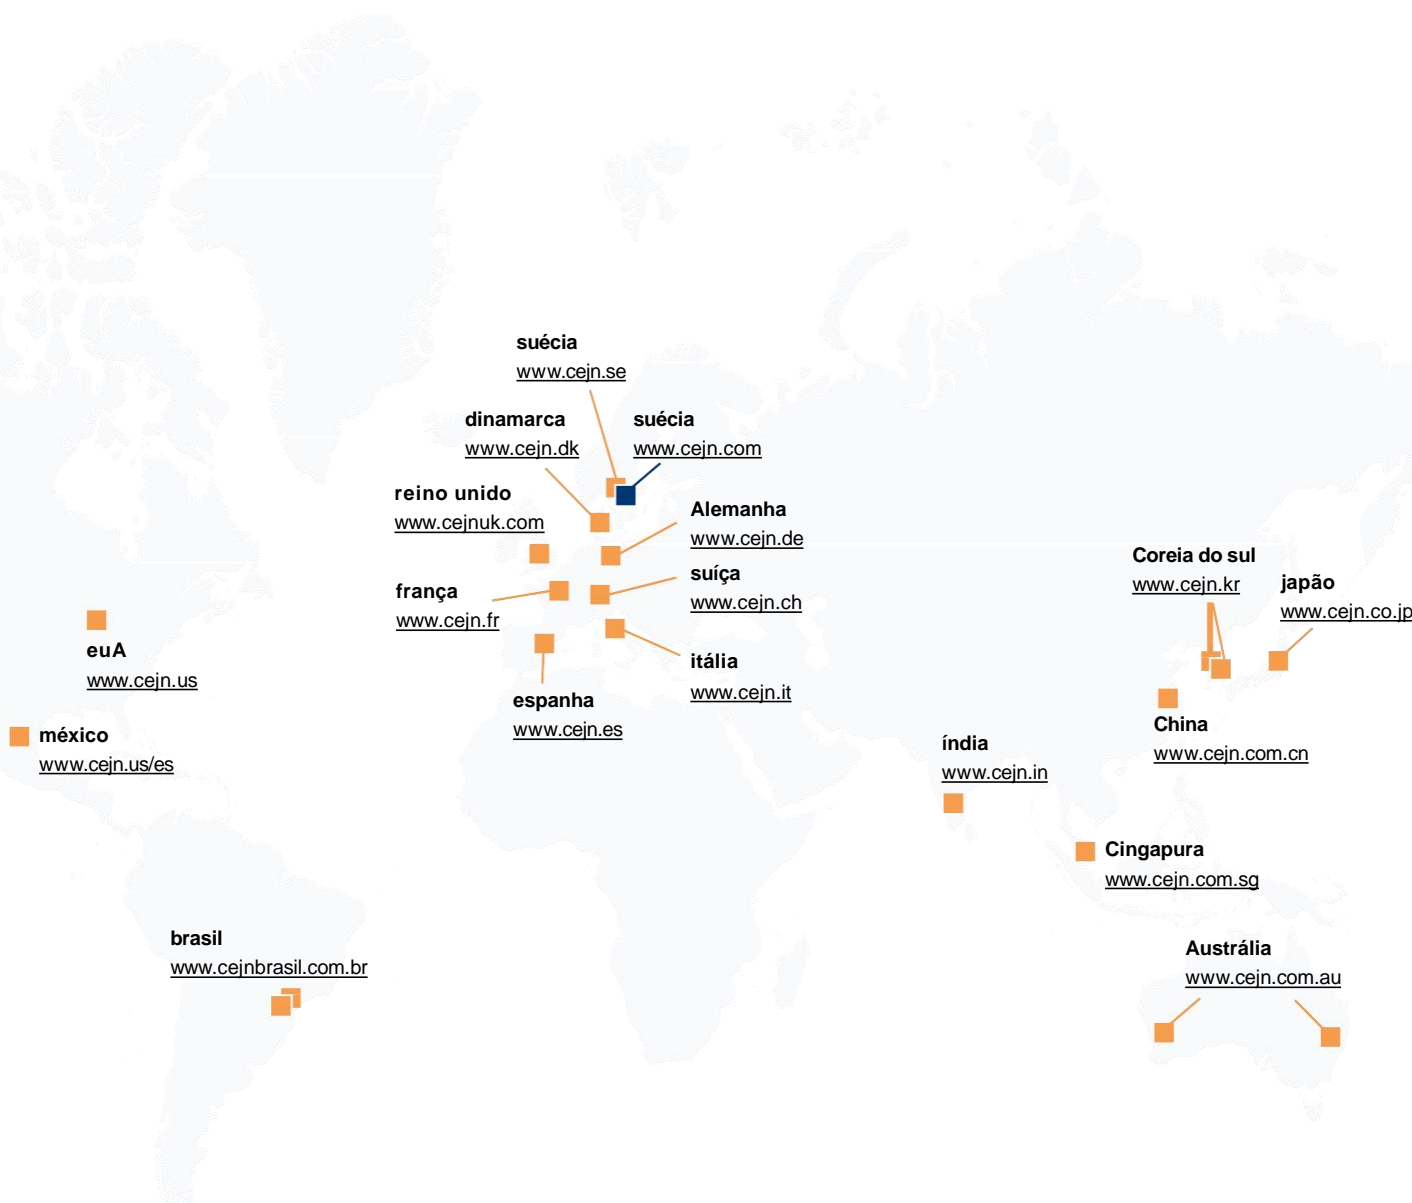 suécia
www.cejn.se
dinamarca
www.cejn.dk
suécia
www.cejn.com
reino unido
www.cejnuk.com
Alemanha
www.cejn.de
frança
www.cejn.fr
suíça
www.cejn.ch
Coreia do sul
www.cejn.kr
japão
www.cejn.co.jp
euA
www.cejn.us
itália
www.cejn.it
espanha
www.cejn.es
méxico
www.cejn.us/es
China
www.cejn.com.cn
índia
www.cejn.in
Cingapura
www.cejn.com.sg
brasil
www.cejnbrasil.com.br
Austrália
www.cejn.com.au